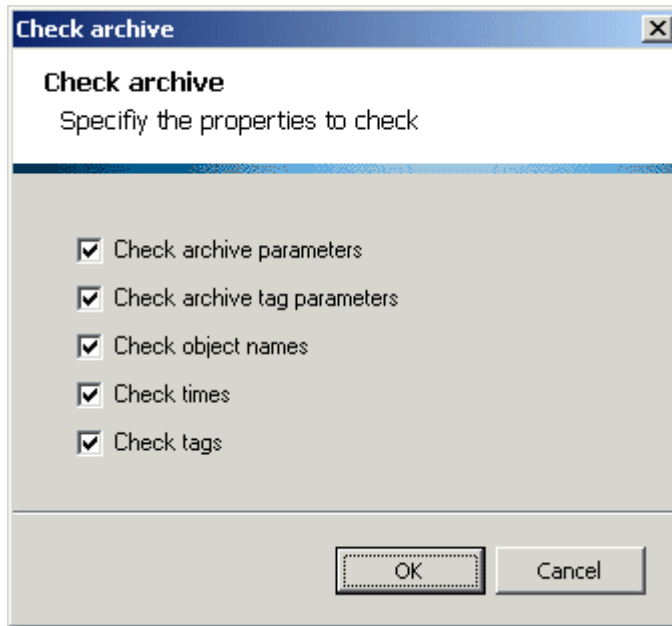 Check archive
Check archive
Specifiy the properties to check
Check archive parameters
Check archive tag parameters
Check object names
Check times
Check tags
OK
Cancel